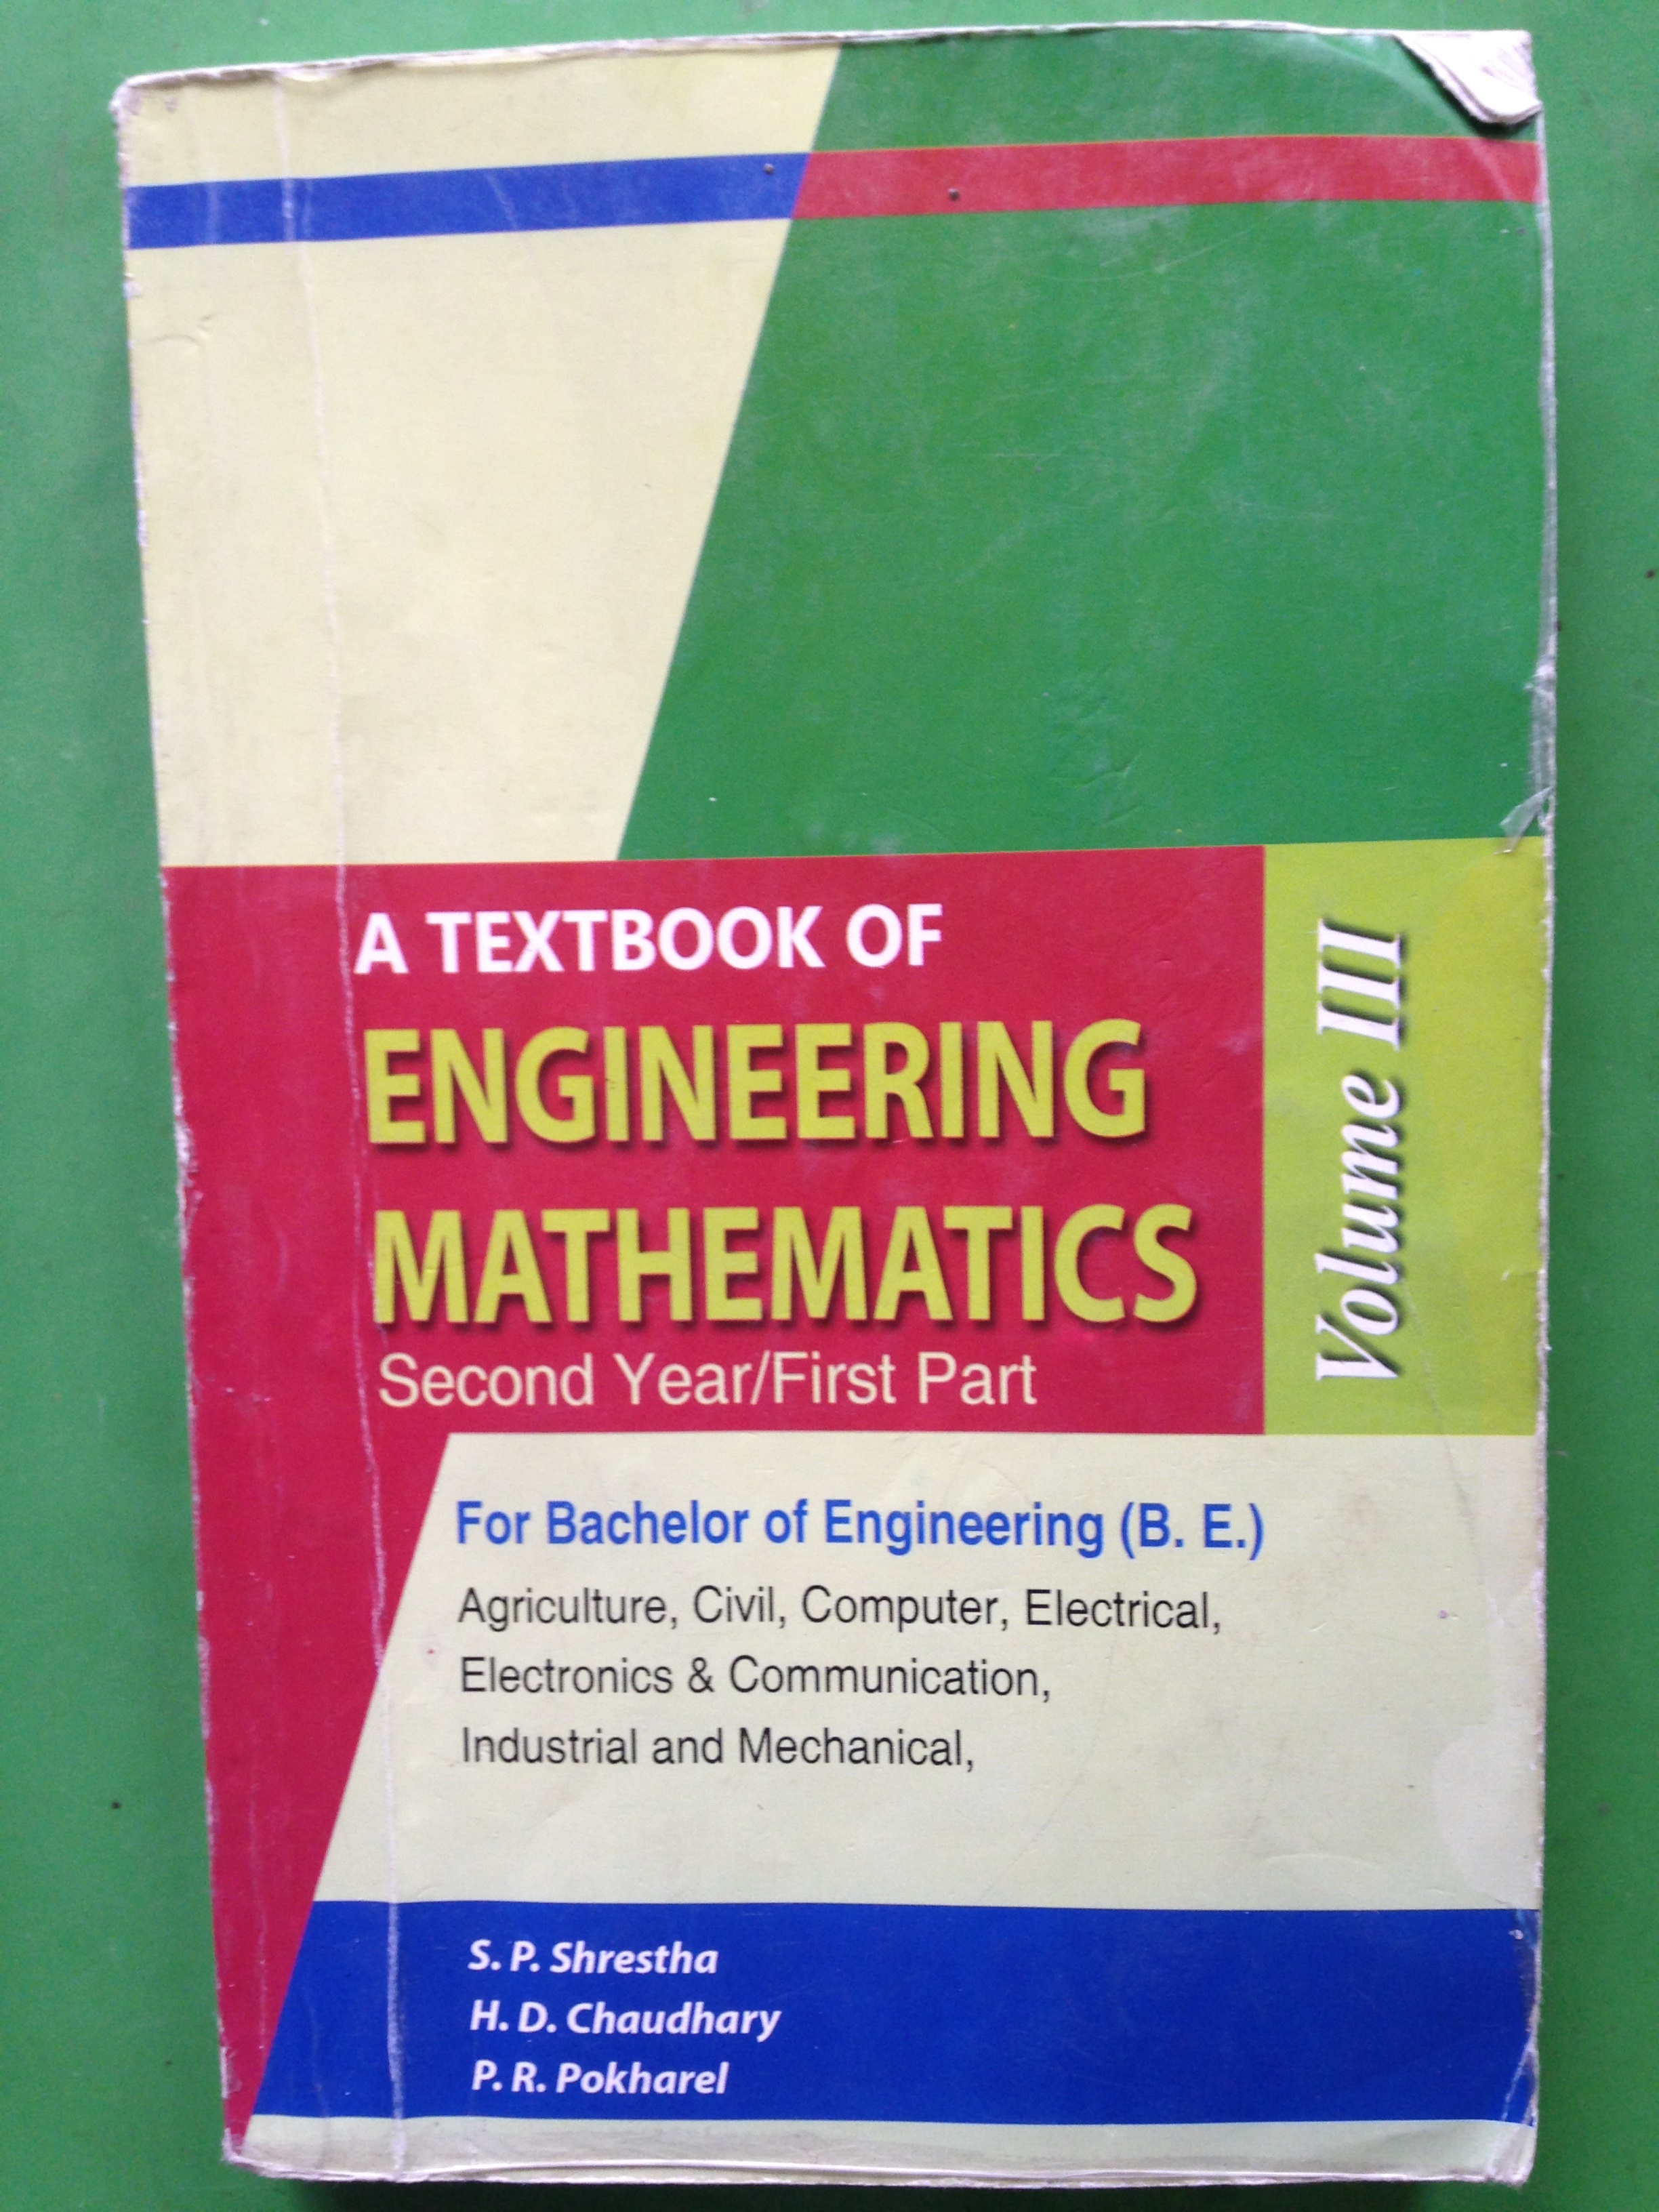 A TEXTBOOK OF
ENGINEERING
MATHEMATICS
Second Year/First Part
Volume III
For Bachelor of Engineering (B. E.)
Agriculture, Civil, Computer, Electrical,
Electronics & Communication,
Industrial and Mechanical,
S. P. Shrestha
H. D. Chaudhary
P. R. Pokharel